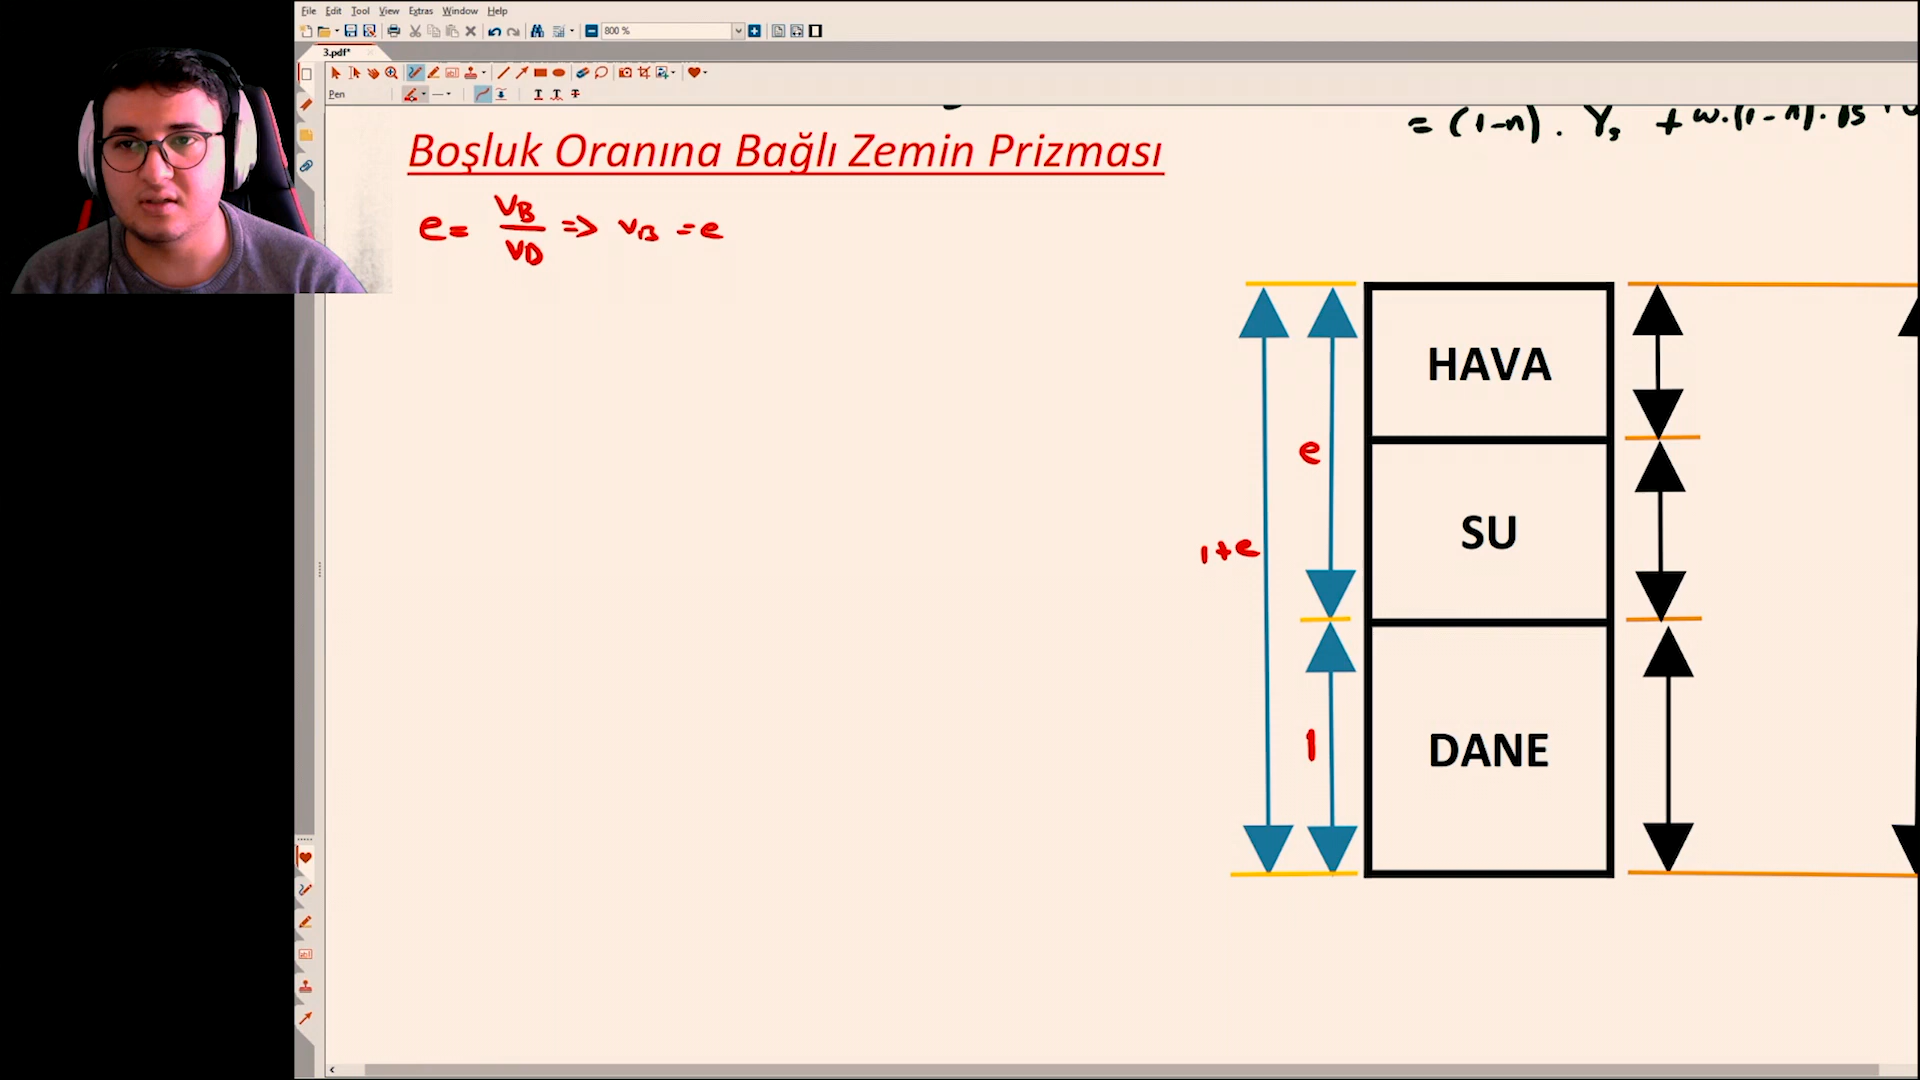 File Edit Tool View Extras Window Help
800 %
3.pdf*
Pen
= (1-n) . γs + w.(1-n).
Boşluk Oranına Bağlı Zemin Prizması
e = VB / VD => VB = e
HAVA
e
SU
1+e
1
DANE